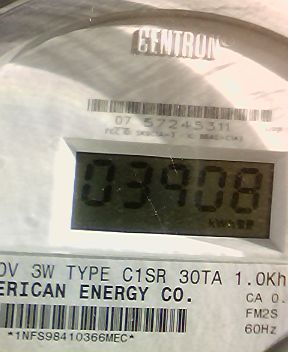 CENTRON
07 57245311
03908
kWh
0V 3W TYPE C1SR 30TA 1.0Kh
ERICAN ENERGY CO.
CA 0.
FM2S
60Hz
*1NFS98410366MEC*